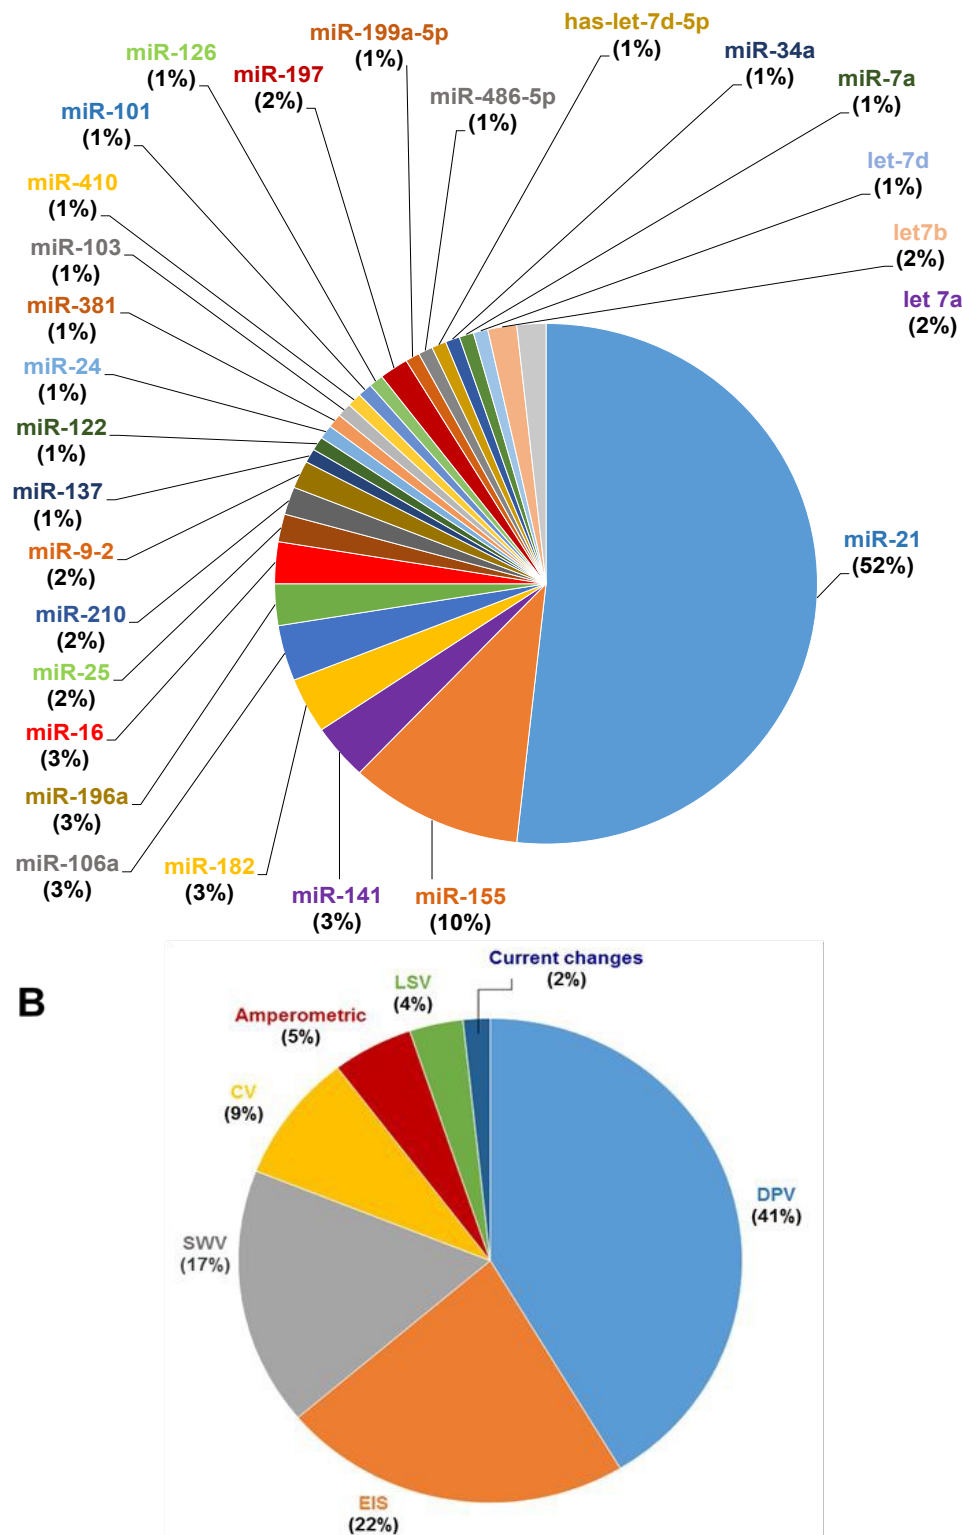 has-let-7d-5p
(1%)
miR-199a-5p
(1%)
miR-34a
(1%)
miR-126
(1%)
miR-197
(2%)
miR-486-5p
(1%)
miR-7a
(1%)
miR-101
(1%)
let-7d
(1%)
miR-410
(1%)
let7b
(2%)
miR-103
(1%)
let 7a
(2%)
miR-381
(1%)
miR-24
(1%)
miR-122
(1%)
miR-137
(1%)
miR-21
(52%)
miR-9-2
(2%)
miR-210
(2%)
miR-25
(2%)
miR-16
(3%)
miR-196a
(3%)
miR-106a
(3%)
miR-182
(3%)
miR-141
(3%)
miR-155
(10%)
B
Current changes
(2%)
LSV
(4%)
Amperometric
(5%)
CV
(9%)
DPV
(41%)
SWV
(17%)
EIS
(22%)